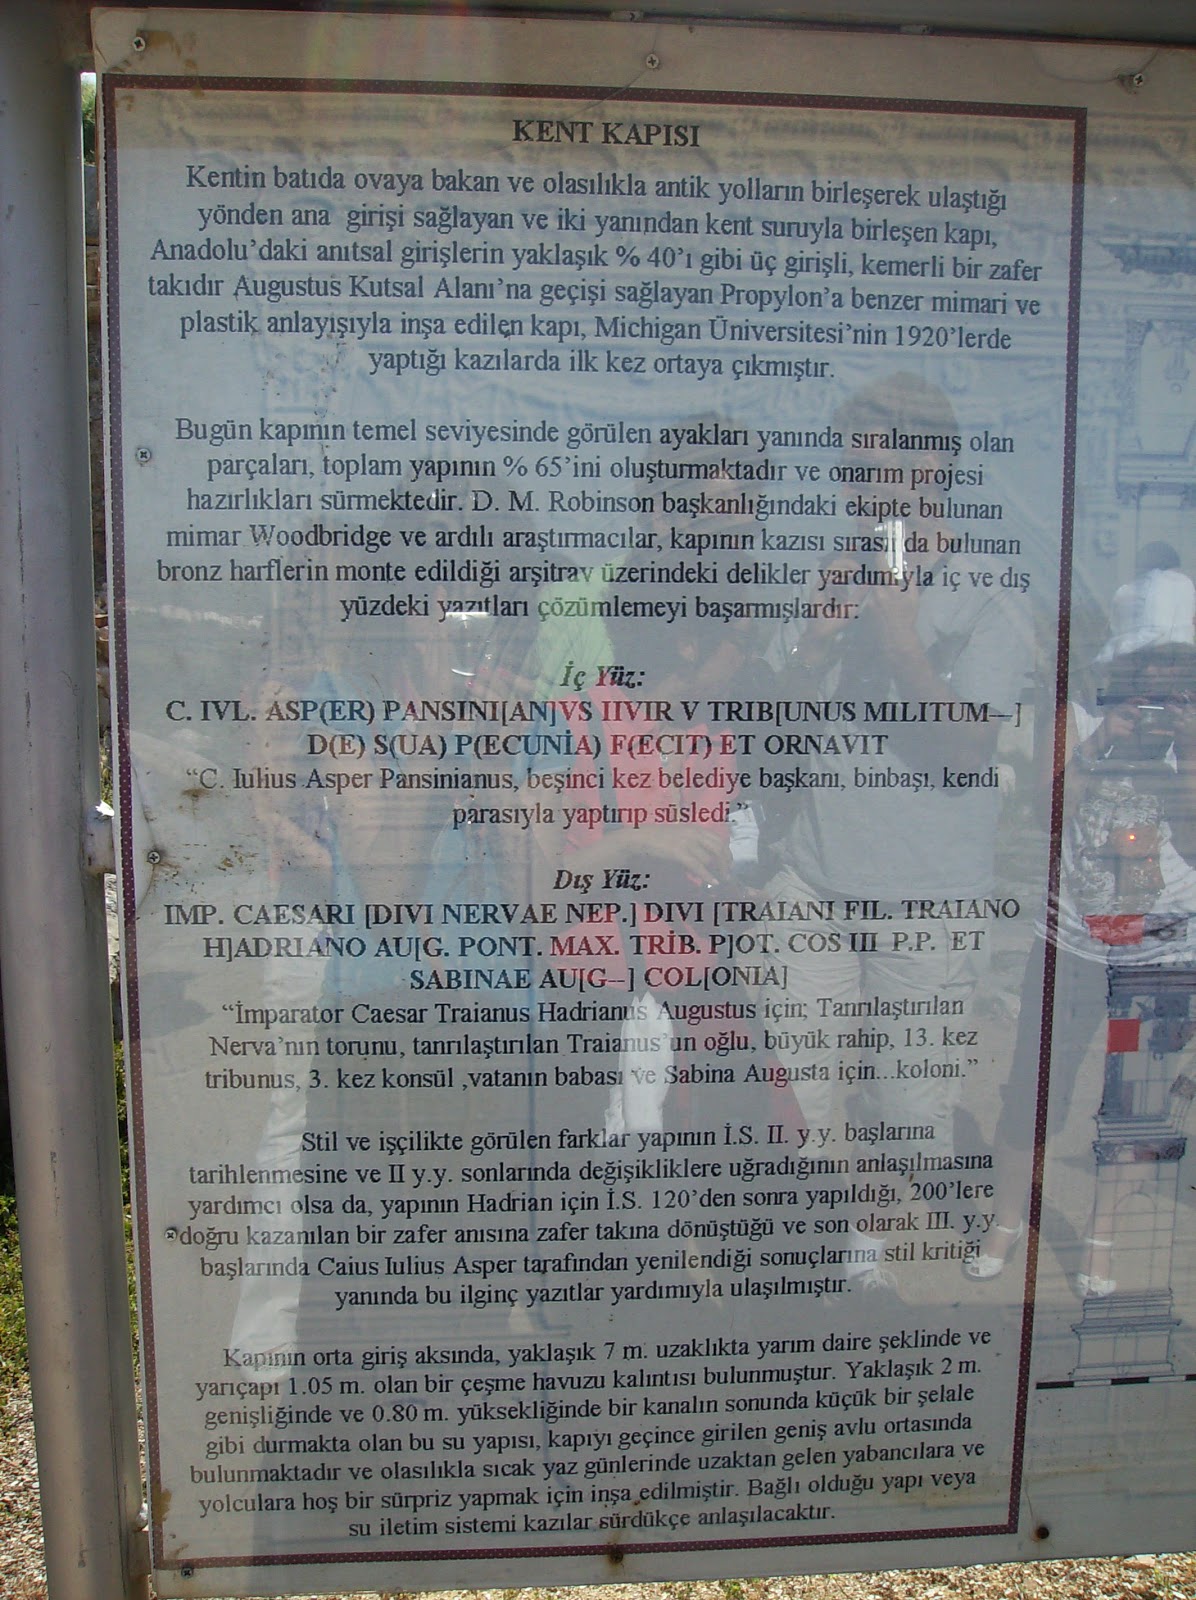 KENT KAPISI
Kentin batıda ovaya bakan ve olasılıkla antik yolların birleşerek ulaştığı
yönden ana girişi sağlayan ve iki yanından kent suruyla birleşen kapı,
Anadolu'daki anıtsal girişlerin yaklaşık % 40'ı gibi üç girişli, kemerli bir zafer
takıdır Augustus Kutsal Alanı'na geçişi sağlayan Propylon'a benzer mimari ve
plastik anlayışıyla inşa edilen kapı, Michigan Üniversitesi'nin 1920'lerde
yaptığı kazılarda ilk kez ortaya çıkmıştır.
Bugün kapının temel seviyesinde görülen ayakları yanında sıralanmış olan
parçaları, toplam yapının % 65'ini oluşturmaktadır ve onarım projesi
hazırlıkları sürmektedir. D. M. Robinson başkanlığındaki ekipte bulunan
mimar Woodbridge ve ardılı araştırmacılar, kapının kazısı sırasında bulunan
bronz harflerin monte edildiği arşitrav üzerindeki delikler yardımıyla iç ve dış
yüzdeki yazıtları çözümlemeyi başarmışlardır:
İç Yüz:
C. IVL. ASP(ER) PANSINI[AN]VS IIVIR V TRIB[UNUS MILITUM---]
D(E) S(UA) P(ECUNİA) F(ECIT) ET ORNAVIT
“C. Iulius Asper Pansinianus, beşinci kez belediye başkanı, binbaşı, kendi
parasıyla yaptırıp süsledi.”
Dış Yüz:
IMP. CAESARI [DIVI NERVAE NEP.] DIVI [TRAIANI FIL. TRAIANO
H]ADRIANO AU[G. PONT. MAX. TRİB. P]OT. COS III P.P. ET
SABINAE AU[G--] COL[ONIA]
“İmparator Caesar Traianus Hadrianus Augustus için; Tanrılaştırılan
Nerva'nın torunu, tanrılaştırılan Traianus'un oğlu, büyük rahip, 13. kez
tribunus, 3. kez konsül ,vatanın babası ve Sabina Augusta için...koloni.”
Stil ve işçilikte görülen farklar yapının İ.S. II. y.y. başlarına
tarihlenmesine ve II y.y. sonlarında değişikliklere uğradığının anlaşılmasına
yardımcı olsa da, yapının Hadrian için İ.S. 120'den sonra yapıldığı, 200'lere
doğru kazanılan bir zafer anısına zafer takına dönüştüğü ve son olarak III. y.y.
başlarında Caius Iulius Asper tarafından yenilendiği sonuçlarına stil kritiği
yanında bu ilginç yazıtlar yardımıyla ulaşılmıştır.
Kapının orta giriş aksında, yaklaşık 7 m. uzaklıkta yarım daire şeklinde ve
yarıçapı 1.05 m. olan bir çeşme havuzu kalıntısı bulunmuştur. Yaklaşık 2 m.
genişliğinde ve 0.80 m. yüksekliğinde bir kanalın sonunda küçük bir şelale
gibi durmakta olan bu su yapısı, kapıyı geçince girilen geniş avlu ortasında
bulunmaktadır ve olasılıkla sıcak yaz günlerinde uzaktan gelen yabancılara ve
yolculara hoş bir sürpriz yapmak için inşa edilmiştir. Bağlı olduğu yapı veya
su iletim sistemi kazılar sürdükçe anlaşılacaktır.